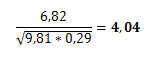 6,82
√9,81 * 0,29 = 4,04